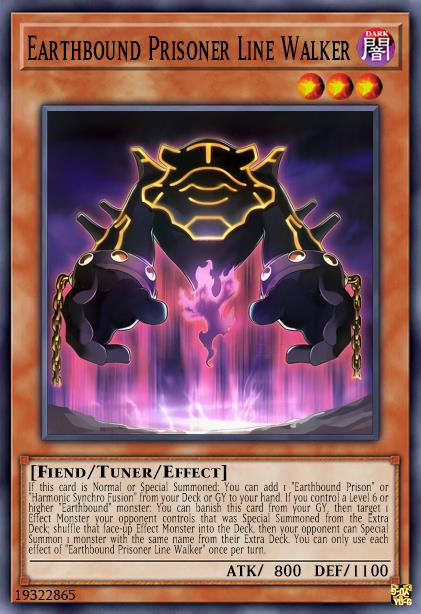 EARTHBOUND PRISONER LINE WALKER
DARK
闇
[FIEND/TUNER/EFFECT]
If this card is Normal or Special Summoned: You can add 1 "Earthbound Prison" or
"Harmonic Synchro Fusion" from your Deck or GY to your hand. If you control a Level 6 or
higher "Earthbound" monster: You can banish this card from your GY, then target 1
Effect Monster your opponent controls that was Special Summoned from the Extra
Deck; shuffle that face-up Effect Monster into the Deck, then your opponent can Special
Summon 1 monster with the same name from their Extra Deck. You can only use each
effect of "Earthbound Prisoner Line Walker" once per turn.
ATK/ 800 DEF/1100
19322865